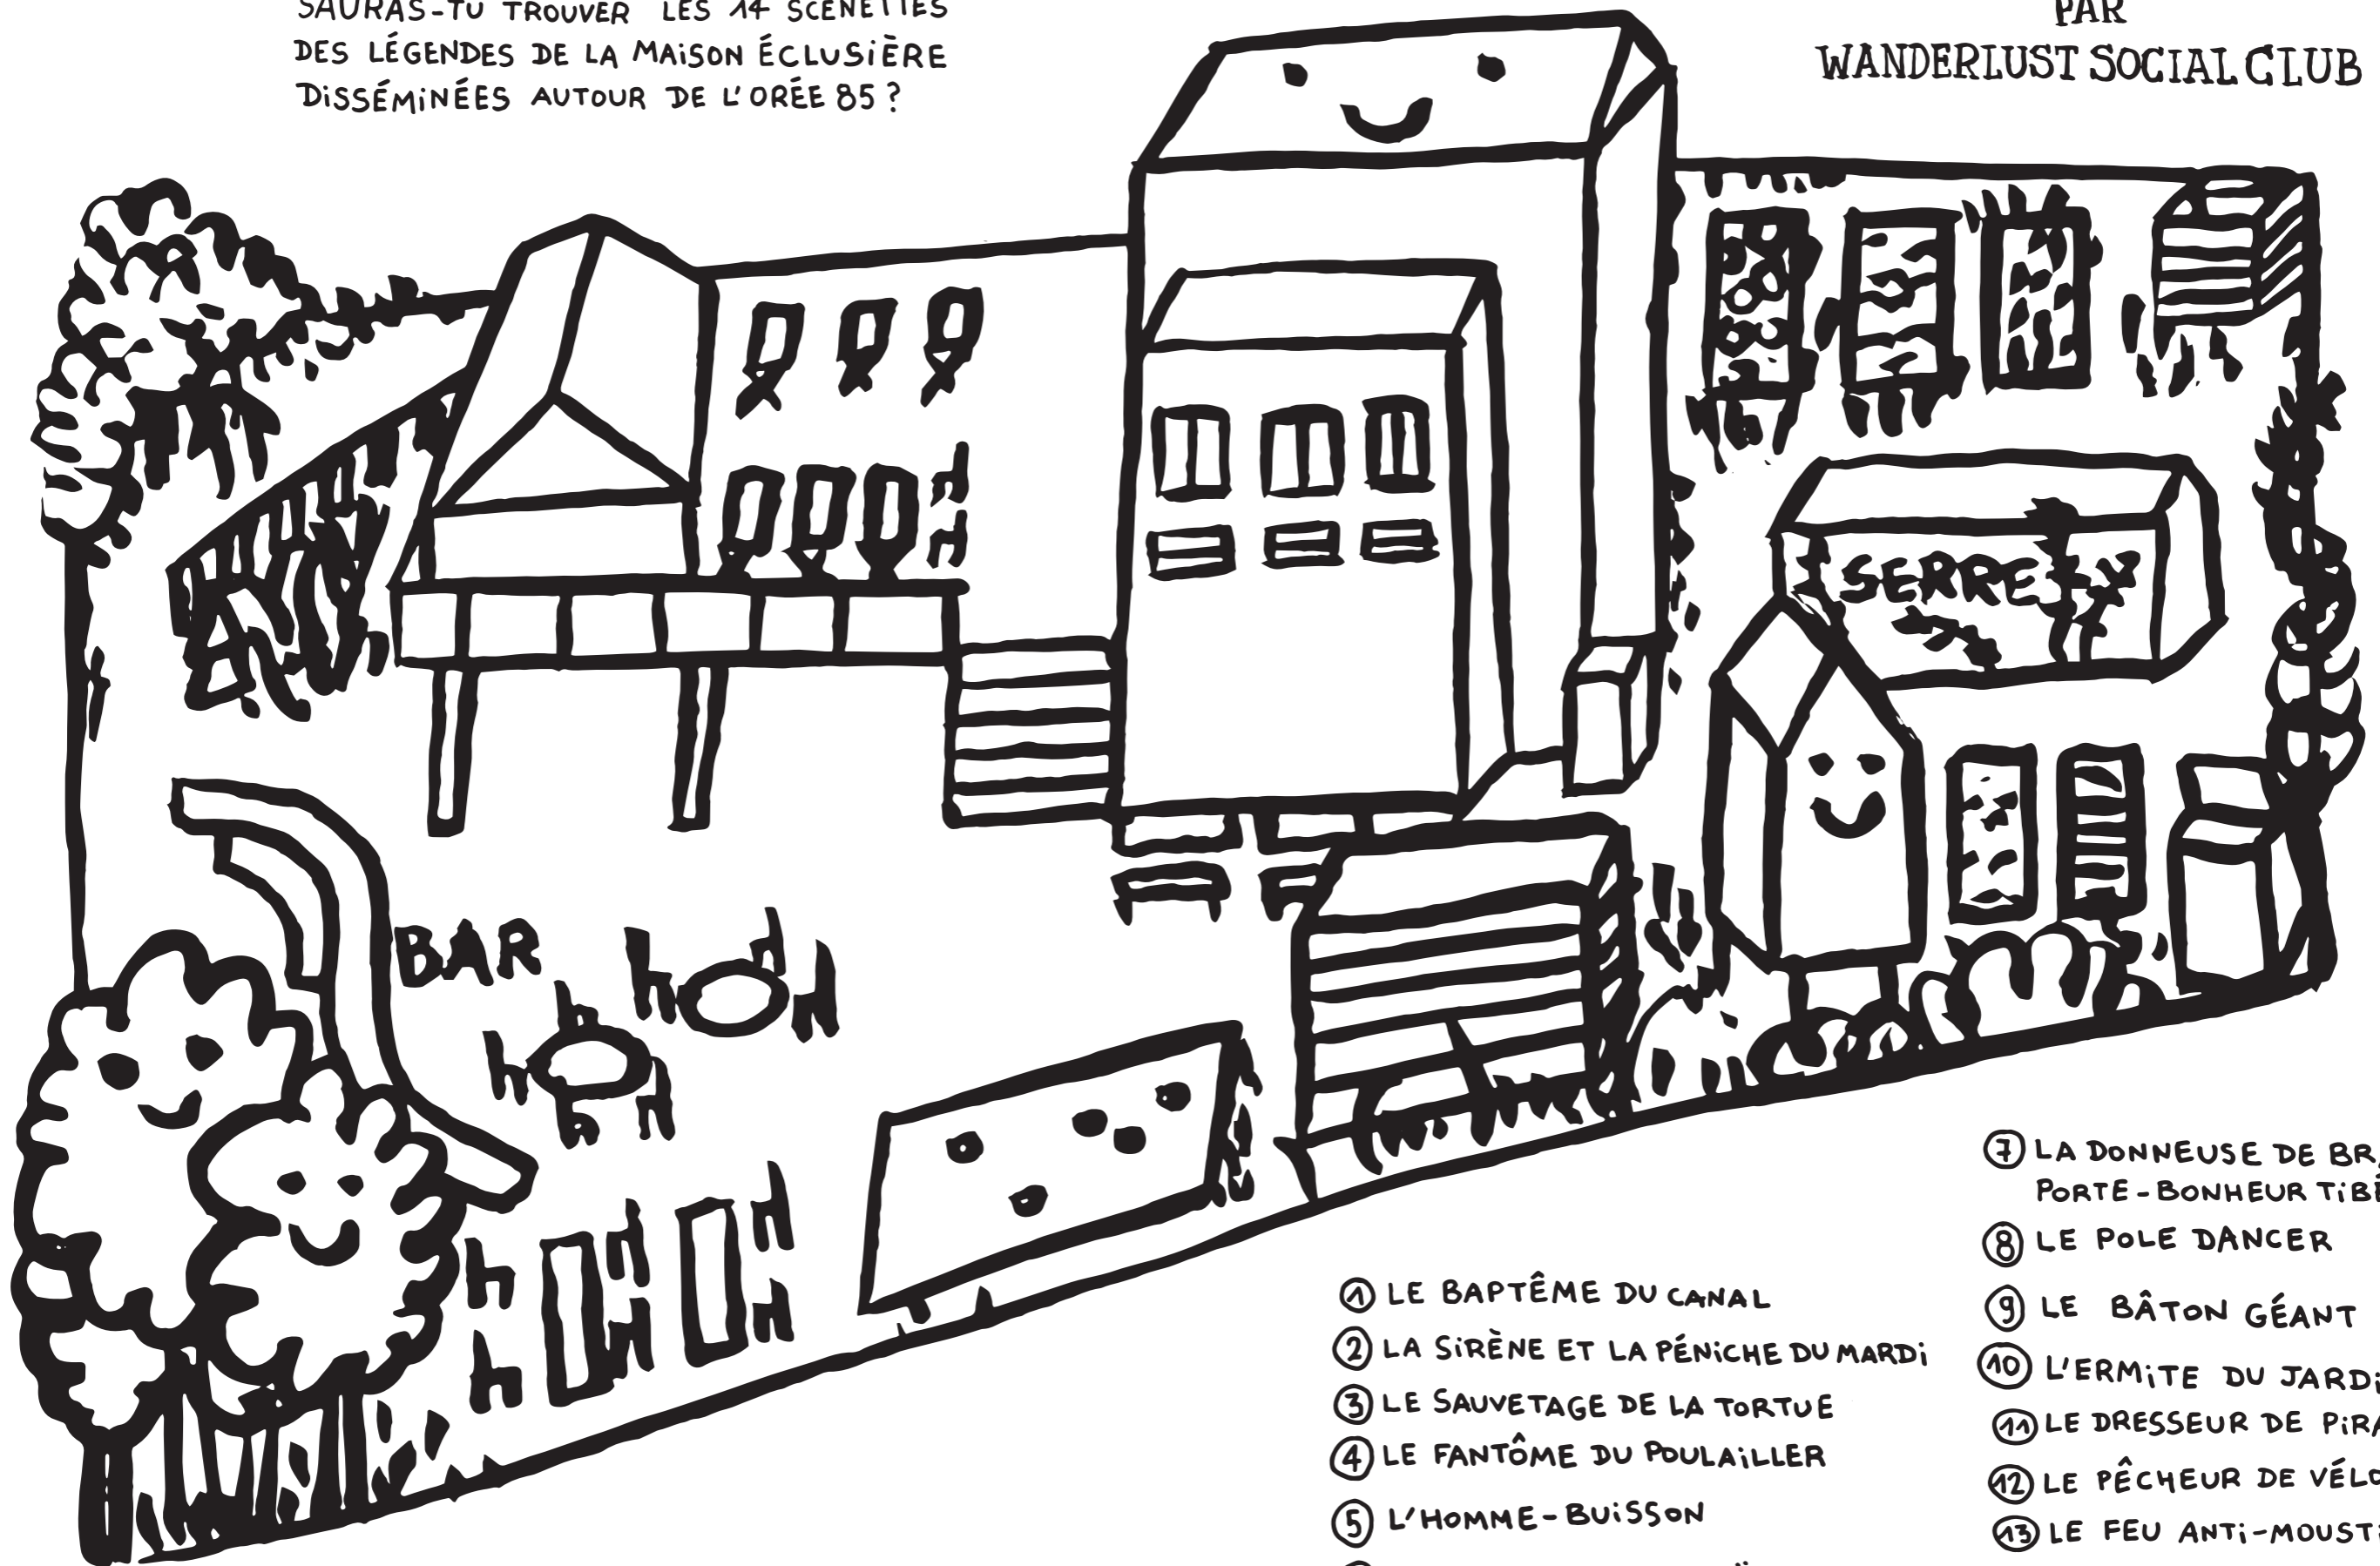 SAURAS-TU TROUVER LES 14 SCÉNETTES
DES LÉGENDES DE LA MAiSON ÉCLUSiÈRE
DiSSÉMiNÉES AUTOUR DE L'ORÉE 85 ?
PAR
WANDERLUST SOCIAL CLUB
SERRE
BAR
1 LE BAPTÊME DU CANAL
2 LA SiRÈNE ET LA PÉNiCHE DU MARDi
3 LE SAUVETAGE DE LA TORTUE
4 LE FANTÔME DU POULAiLLER
5 L'HOMME-BUiSSON
7 LA DONNEUSE DE
PORTE-BONHEUR
8 LE POLE DANCER
9 LE BÂTON GÉANT
10 L'ERMiTE DU
11 LE DRESSEUR DE
12 LE PÊCHEUR DE
13 LE FEU